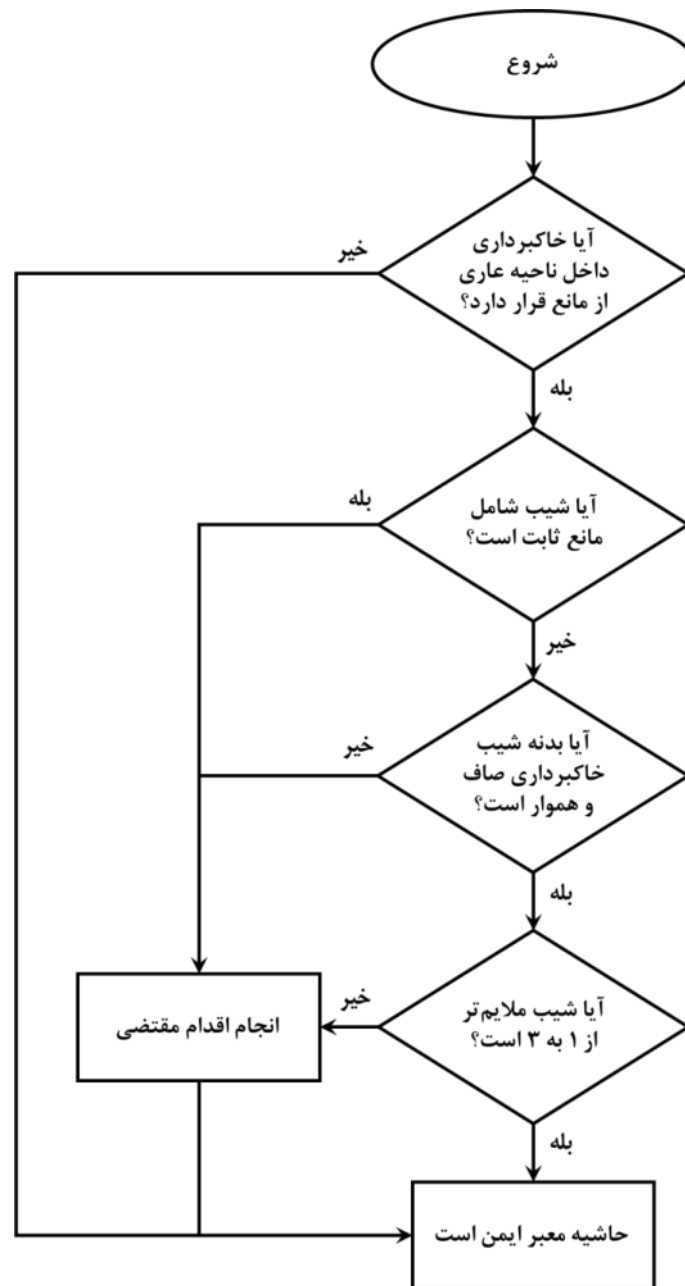 شروع
آیا خاکبرداری
داخل ناحیه عاری
از مانع قرار دارد؟
خیر
بله
آیا شیب شامل
مانع ثابت است؟
بله
خیر
آیا بدنه شیب
خاکبرداری صاف
و هموار است؟
خیر
بله
آیا شیب ملایم‌تر
از ۱ به ۳ است؟
خیر
انجام اقدام مقتضی
بله
حاشیه معبر ایمن است